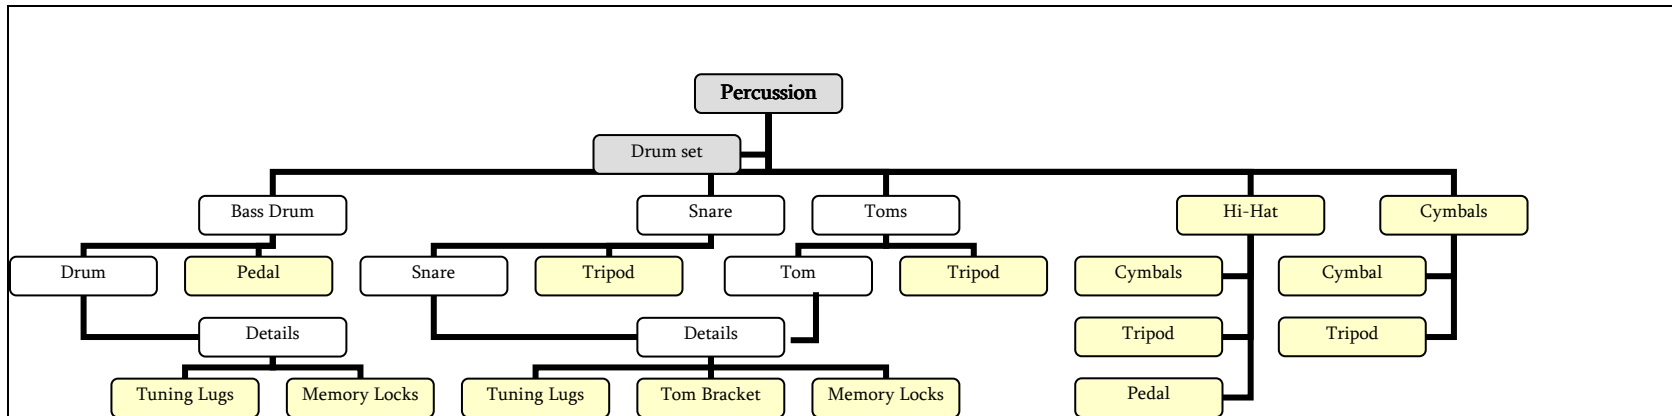 Percussion
Drum set
Bass Drum
Snare
Toms
Hi-Hat
Cymbals
Drum
Pedal
Snare
Tripod
Tom
Tripod
Cymbals
Cymbal
Details
Details
Tripod
Tripod
Tuning Lugs
Memory Locks
Tuning Lugs
Tom Bracket
Memory Locks
Pedal